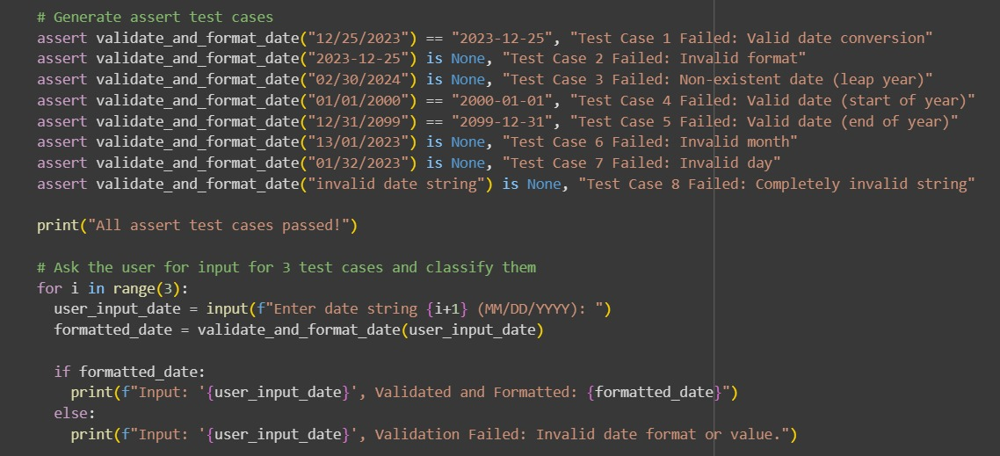 # Generate assert test cases
assert validate_and_format_date("12/25/2023") == "2023-12-25", "Test Case 1 Failed: Valid date conversion"
assert validate_and_format_date("2023-12-25") is None, "Test Case 2 Failed: Invalid format"
assert validate_and_format_date("02/30/2024") is None, "Test Case 3 Failed: Non-existent date (leap year)"
assert validate_and_format_date("01/01/2000") == "2000-01-01", "Test Case 4 Failed: Valid date (start of year)"
assert validate_and_format_date("12/31/2099") == "2099-12-31", "Test Case 5 Failed: Valid date (end of year)"
assert validate_and_format_date("13/01/2023") is None, "Test Case 6 Failed: Invalid month"
assert validate_and_format_date("01/32/2023") is None, "Test Case 7 Failed: Invalid day"
assert validate_and_format_date("invalid date string") is None, "Test Case 8 Failed: Completely invalid string"

print("All assert test cases passed!")

# Ask the user for input for 3 test cases and classify them
for i in range(3):
  user_input_date = input(f"Enter date string {i+1} (MM/DD/YYYY): ")
  formatted_date = validate_and_format_date(user_input_date)

  if formatted_date:
    print(f"Input: '{user_input_date}', Validated and Formatted: {formatted_date}")
  else:
    print(f"Input: '{user_input_date}', Validation Failed: Invalid date format or value.")